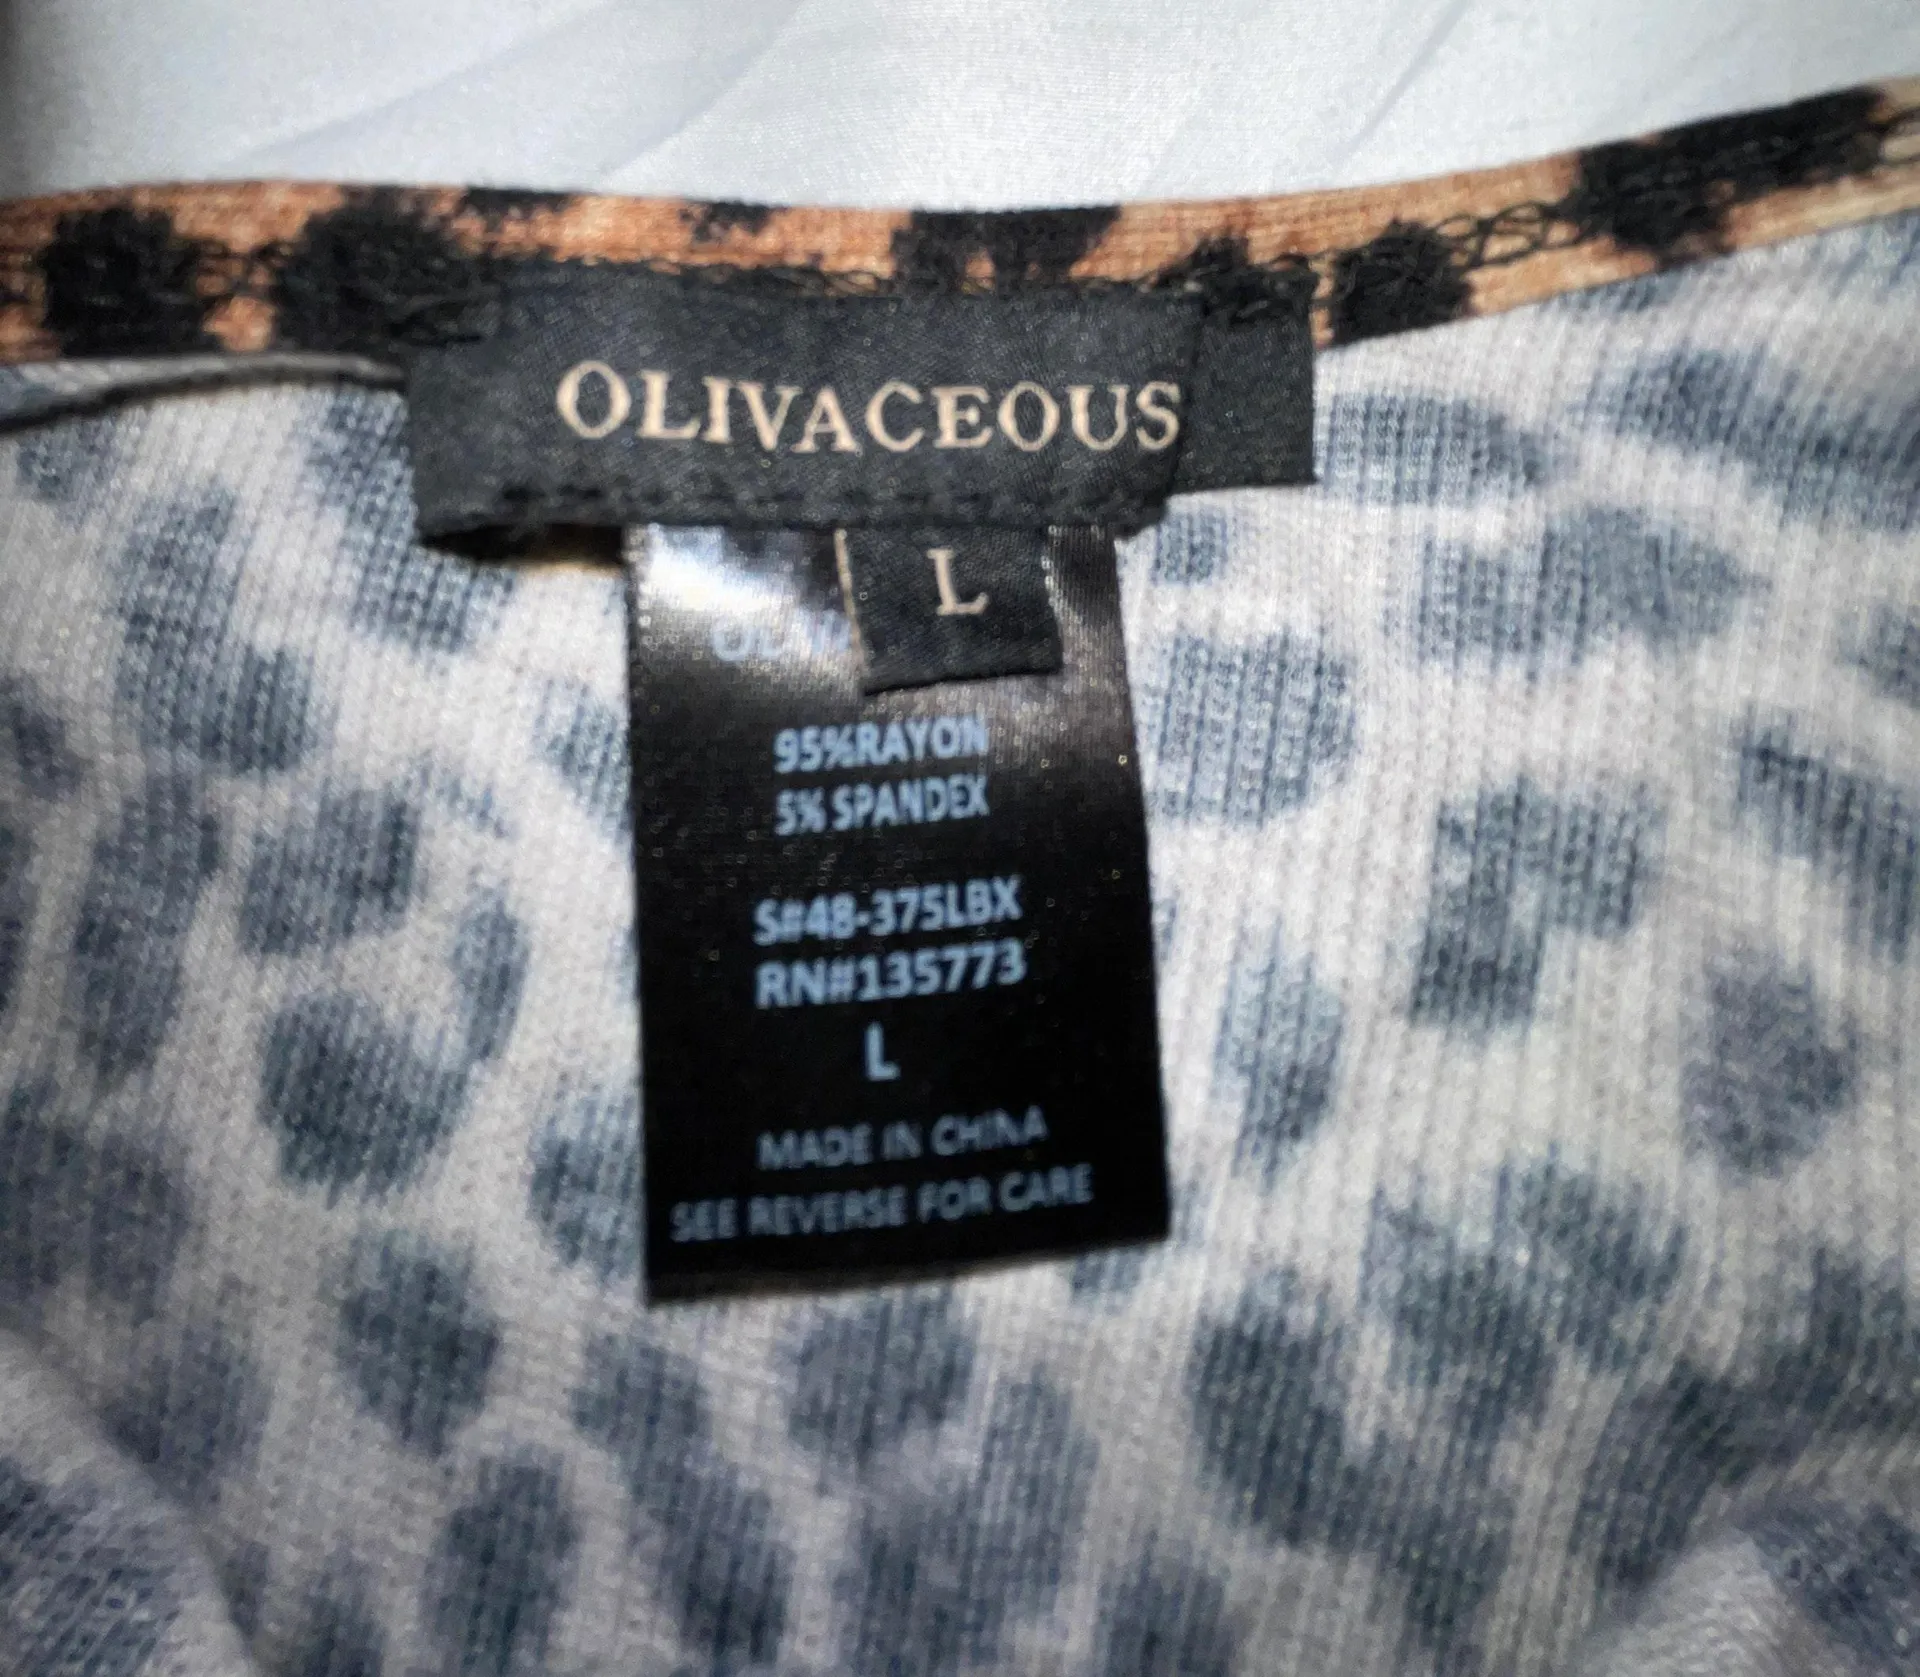 OLIVACEOUS
L
95%RAYON
5% SPANDEX
S#48-375LBX
RN#135773
L
MADE IN CHINA
SEE REVERSE FOR CARE